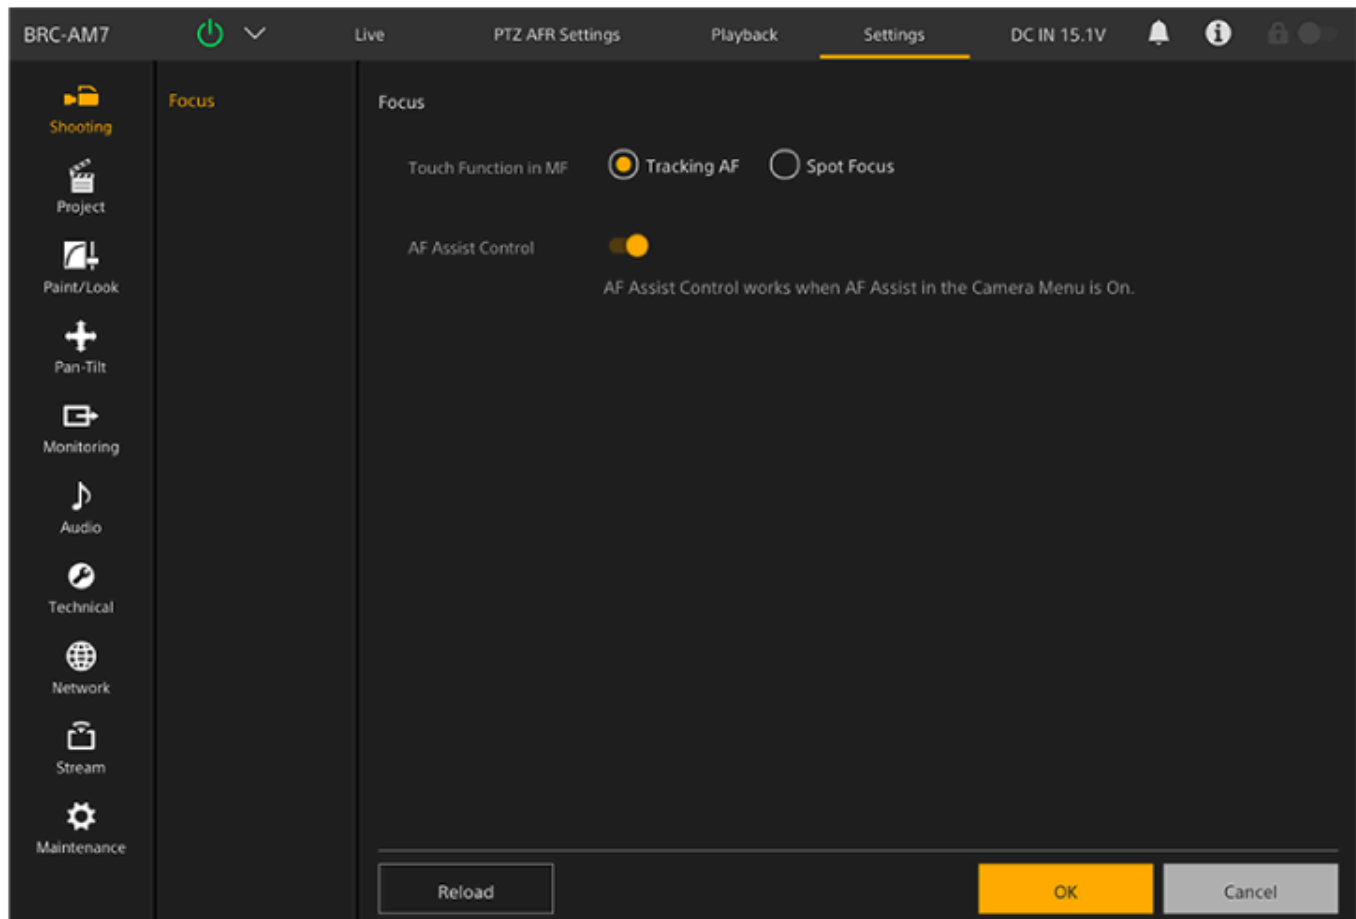 BRC-AM7 Live PTZ AFR Settings Playback Settings DC IN 15.1V
Shooting
Project
Paint/Look
Pan-Tilt
Monitoring
Audio
Technical
Network
Stream
Maintenance
Focus
Focus
Touch Function in MF Tracking AF Spot Focus
AF Assist Control
AF Assist Control works when AF Assist in the Camera Menu is On.
Reload OK Cancel